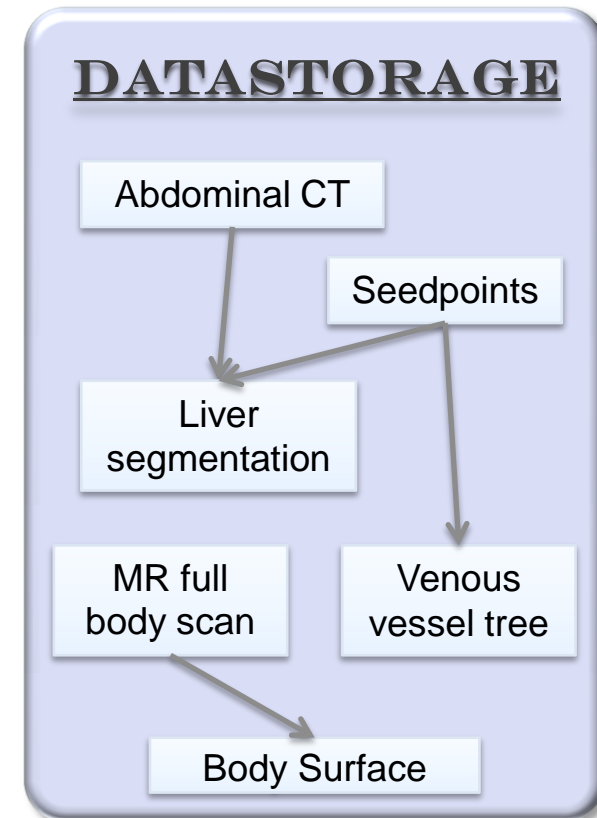 DATASTORAGE
Abdominal CT
Seedpoints
Liver
segmentation
MR full
body scan
Venous
vessel tree
Body Surface